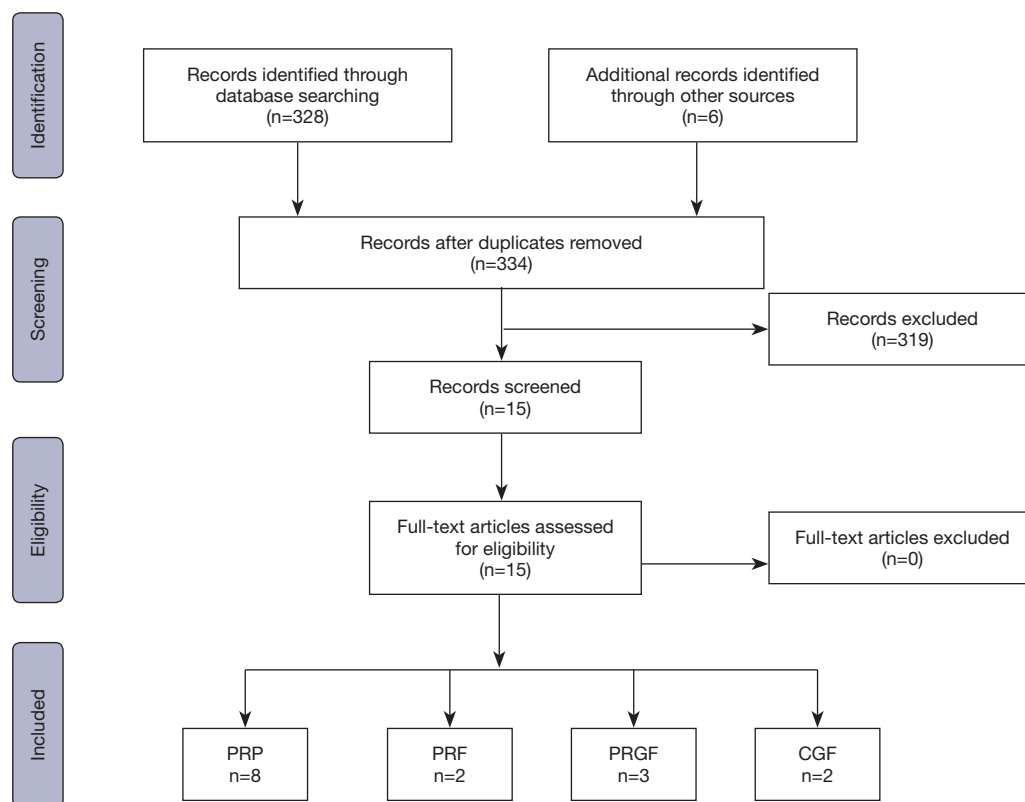 Identification
Records identified through
database searching
(n=328)
Additional records identified
through other sources
(n=6)
Screening
Records after duplicates removed
(n=334)
Records excluded
(n=319)
Records screened
(n=15)
Eligibility
Full-text articles assessed
for eligibility
(n=15)
Full-text articles excluded
(n=0)
Included
PRP
n=8
PRF
n=2
PRGF
n=3
CGF
n=2